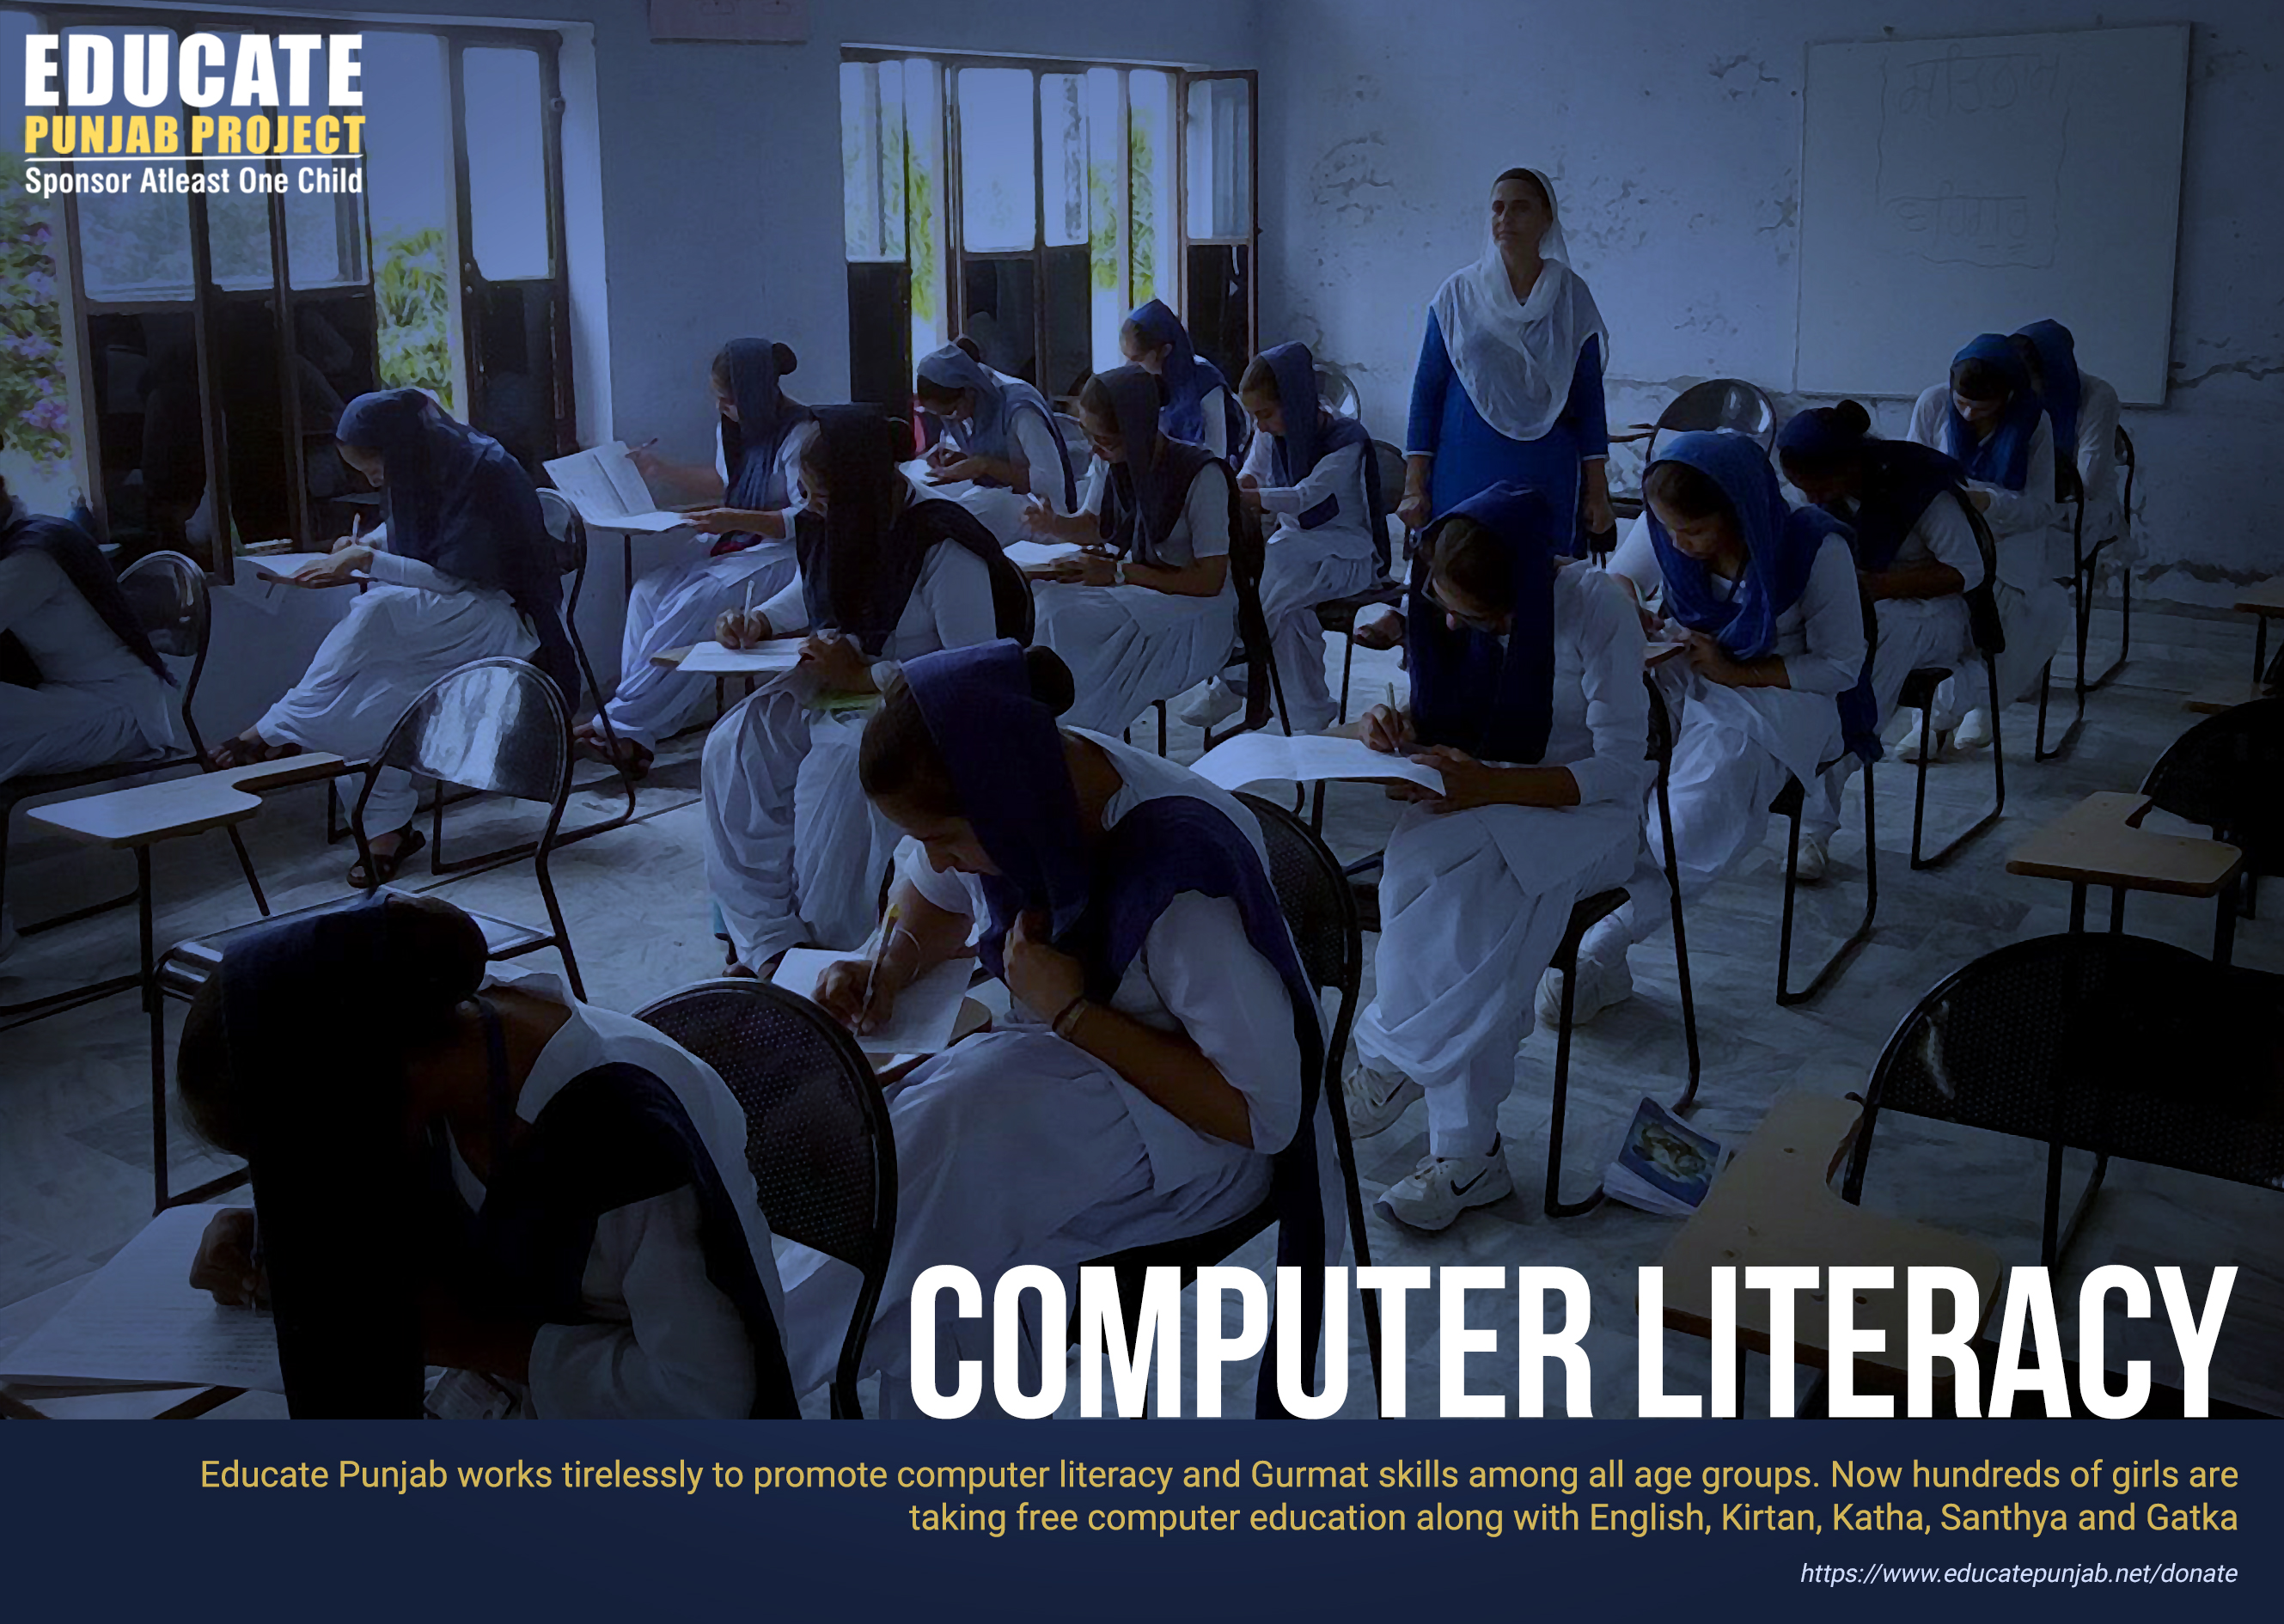 EDUCATE
PUNJAB PROJECT
Sponsor Atleast One Child
COMPUTER LITERACY
Educate Punjab works tirelessly to promote computer literacy and Gurmat skills among all age groups. Now hundreds of girls are
taking free computer education along with English, Kirtan, Katha, Santhya and Gatka
https://www.educatepunjab.net/donate